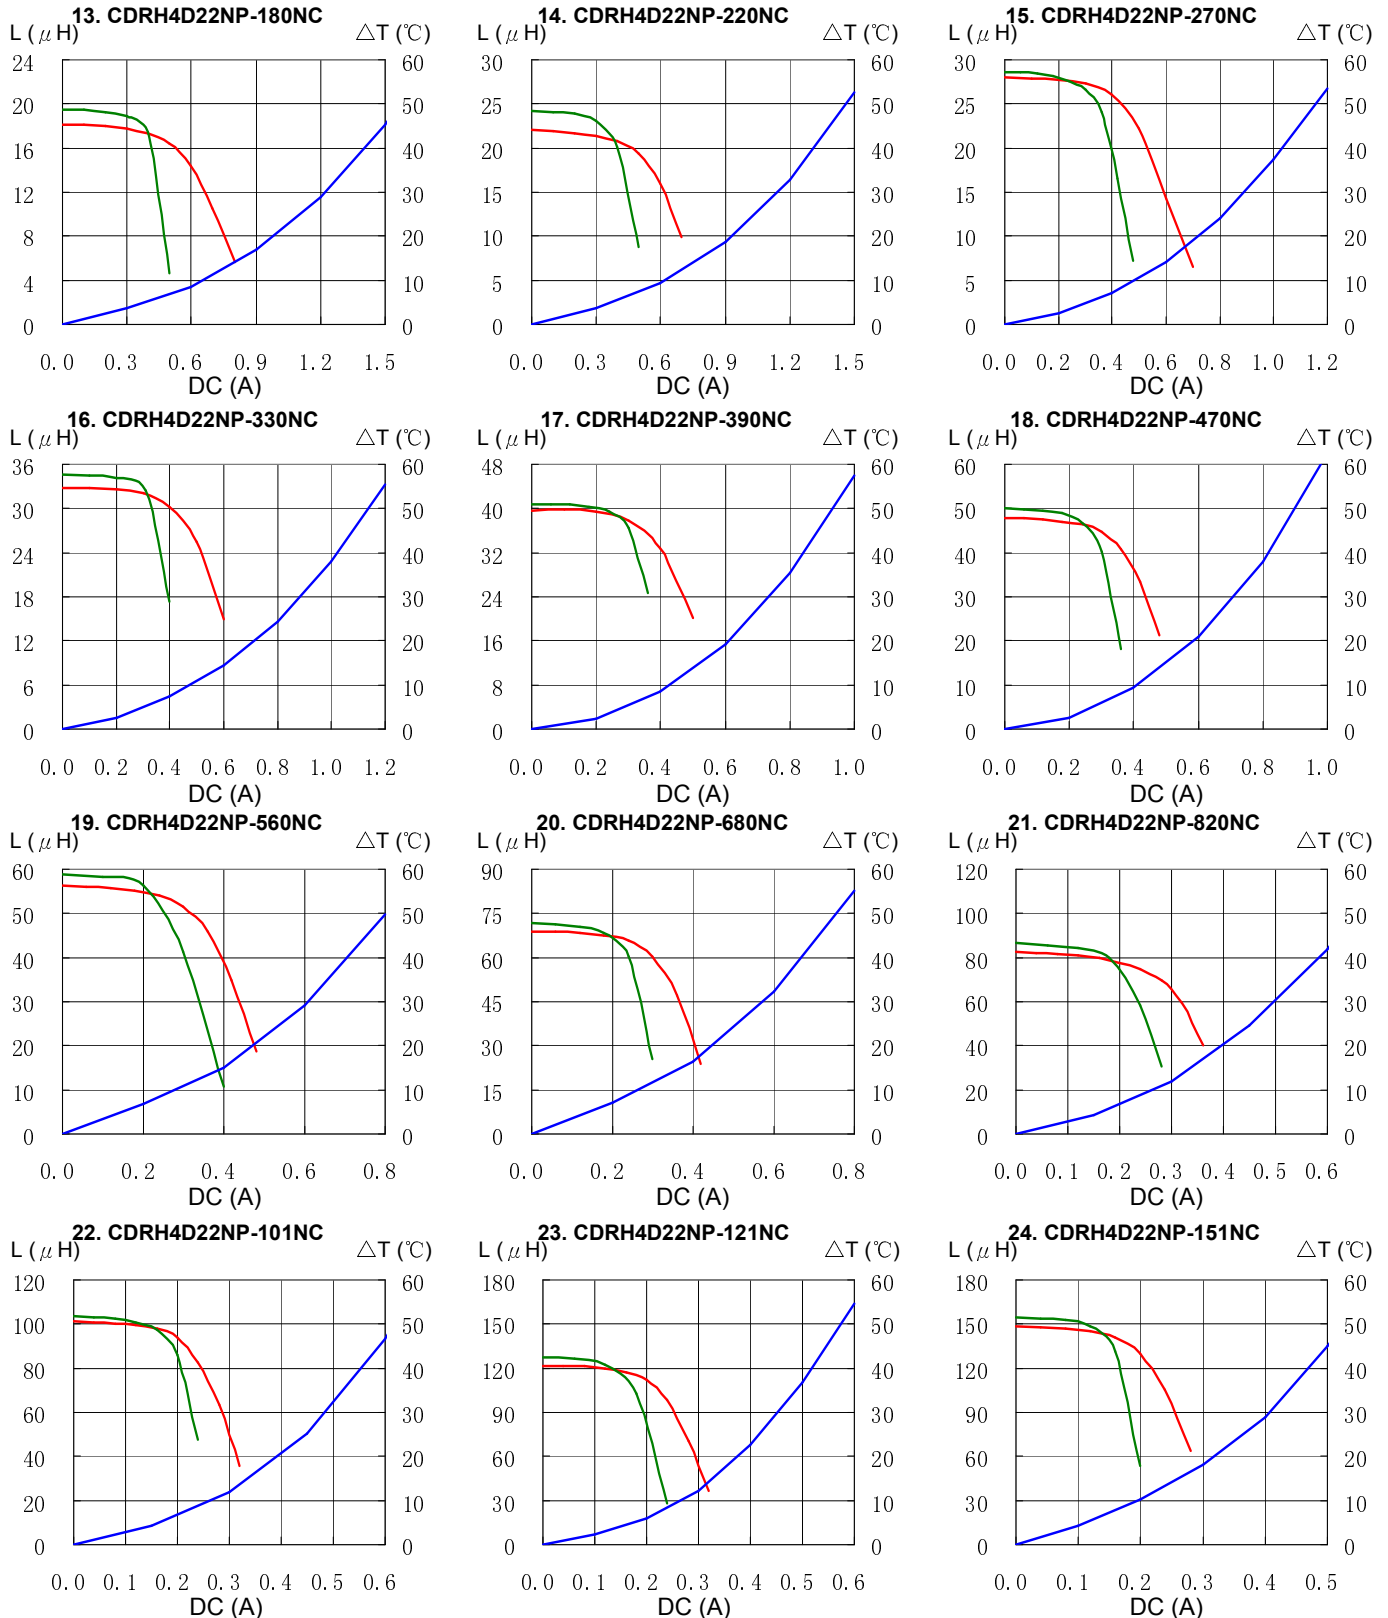 13. CDRH4D22NP-180NC
L (μH) △T (℃)
24 60
20 50
16 40
12 30
8 20
4 10
0 0
0.0 0.3 0.6 0.9 1.2 1.5
DC (A)
14. CDRH4D22NP-220NC
L (μH) △T (℃)
30 60
25 50
20 40
15 30
10 20
5 10
0 0
0.0 0.3 0.6 0.9 1.2 1.5
DC (A)
15. CDRH4D22NP-270NC
L (μH) △T (℃)
30 60
25 50
20 40
15 30
10 20
5 10
0 0
0.0 0.2 0.4 0.6 0.8 1.0 1.2
DC (A)
16. CDRH4D22NP-330NC
L (μH) △T (℃)
36 60
30 50
24 40
18 30
12 20
6 10
0 0
0.0 0.2 0.4 0.6 0.8 1.0 1.2
DC (A)
17. CDRH4D22NP-390NC
L (μH) △T (℃)
48 60
40 50
32 40
24 30
16 20
8 10
0 0
0.0 0.2 0.4 0.6 0.8 1.0
DC (A)
18. CDRH4D22NP-470NC
L (μH) △T (℃)
60 60
50 50
40 40
30 30
20 20
10 10
0 0
0.0 0.2 0.4 0.6 0.8 1.0
DC (A)
19. CDRH4D22NP-560NC
L (μH) △T (℃)
60 60
50 50
40 40
30 30
20 20
10 10
0 0
0.0 0.2 0.4 0.6 0.8
DC (A)
20. CDRH4D22NP-680NC
L (μH) △T (℃)
90 60
75 50
60 40
45 30
30 20
15 10
0 0
0.0 0.2 0.4 0.6 0.8
DC (A)
21. CDRH4D22NP-820NC
L (μH) △T (℃)
120 60
100 50
80 40
60 30
40 20
20 10
0 0
0.0 0.1 0.2 0.3 0.4 0.5 0.6
DC (A)
22. CDRH4D22NP-101NC
L (μH) △T (℃)
120 60
100 50
80 40
60 30
40 20
20 10
0 0
0.0 0.1 0.2 0.3 0.4 0.5 0.6
DC (A)
23. CDRH4D22NP-121NC
L (μH) △T (℃)
180 60
150 50
120 40
90 30
60 20
30 10
0 0
0.0 0.1 0.2 0.3 0.4 0.5 0.6
DC (A)
24. CDRH4D22NP-151NC
L (μH) △T (℃)
180 60
150 50
120 40
90 30
60 20
30 10
0 0
0.0 0.1 0.2 0.3 0.4 0.5
DC (A)